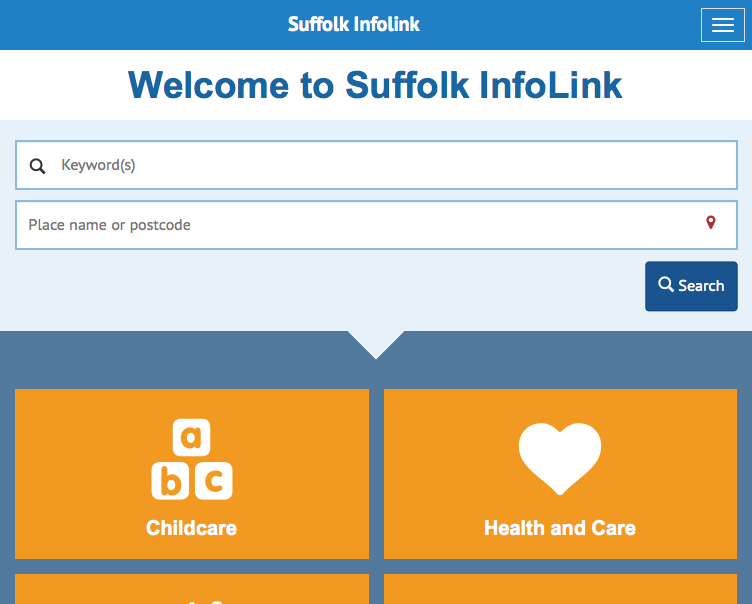 Suffolk Infolink
Welcome to Suffolk InfoLink
Keyword(s)
Place name or postcode
Search
a
b c
Childcare
Health and Care